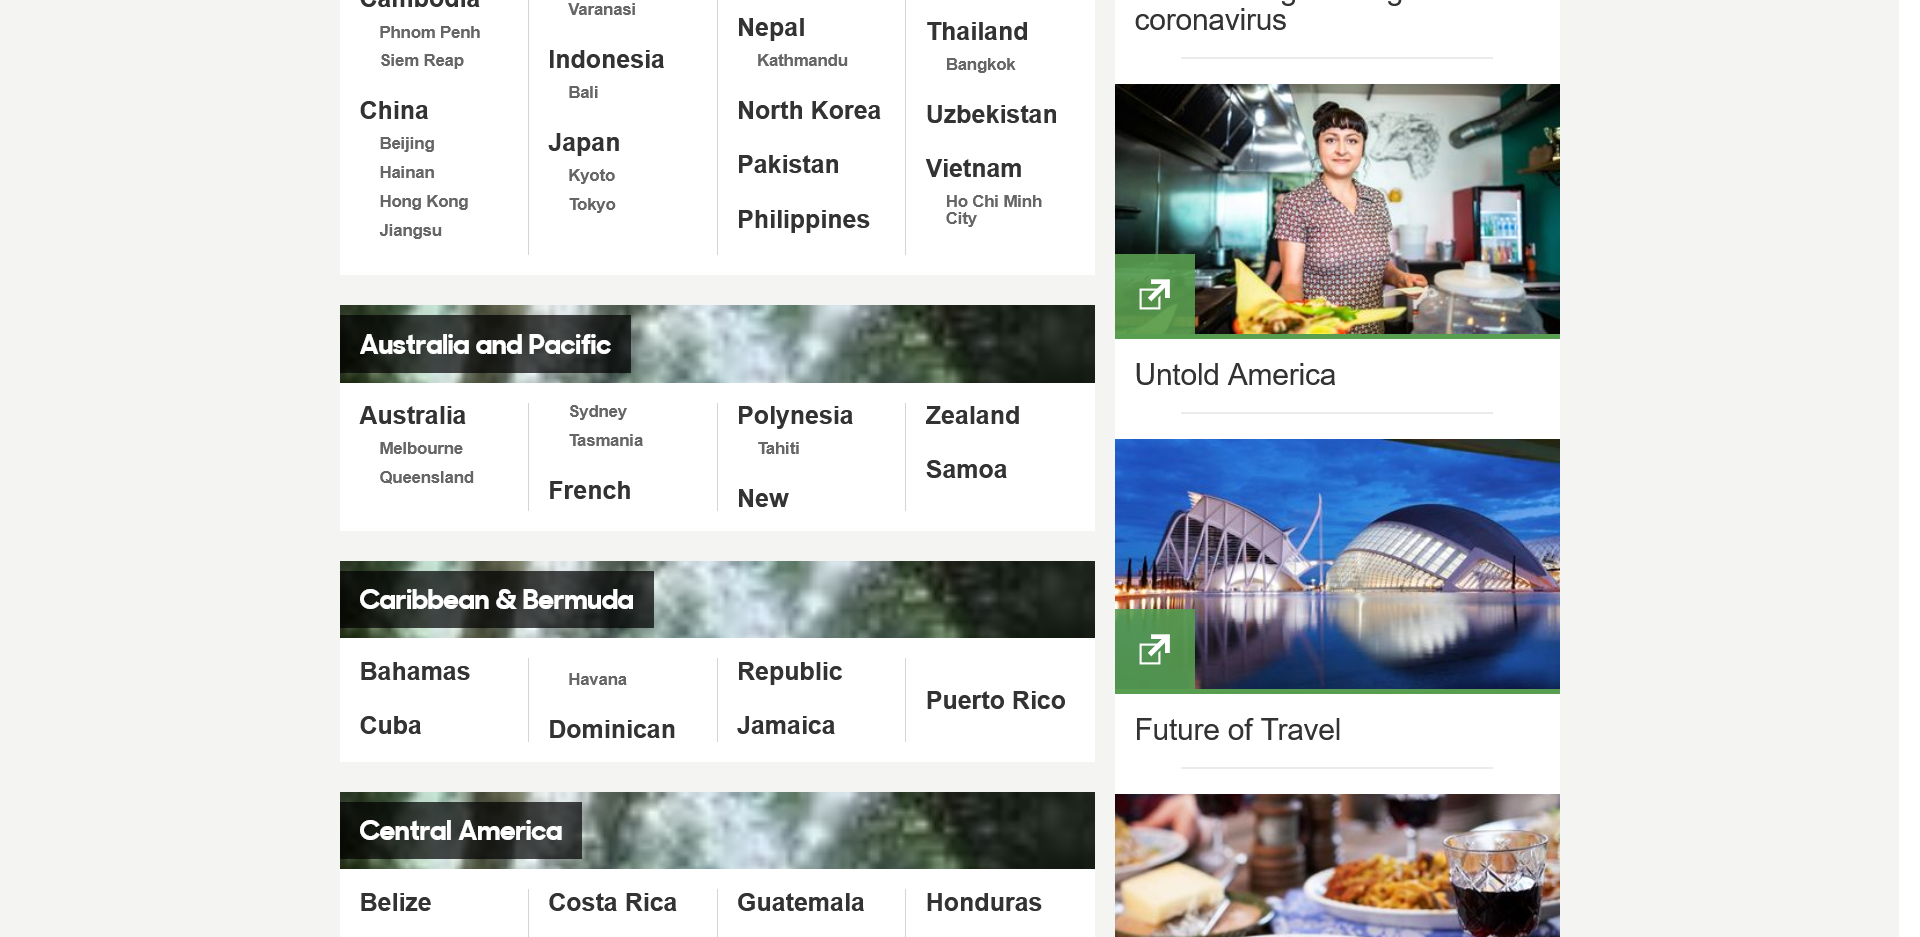 Cambodia
Phnom Penh
Siem Reap
China
Beijing
Hainan
Hong Kong
Jiangsu
Varanasi
Indonesia
Bali
Japan
Kyoto
Tokyo
Nepal
Kathmandu
North Korea
Pakistan
Philippines
Thailand
Bangkok
Uzbekistan
Vietnam
Ho Chi Minh
City
Australia and Pacific
Australia
Melbourne
Queensland
Sydney
Tasmania
French
Polynesia
Tahiti
New
Zealand
Samoa
Caribbean & Bermuda
Bahamas
Cuba
Havana
Dominican
Republic
Jamaica
Puerto Rico
Central America
Belize
Costa Rica
Guatemala
Honduras
coronavirus
Untold America
Future of Travel